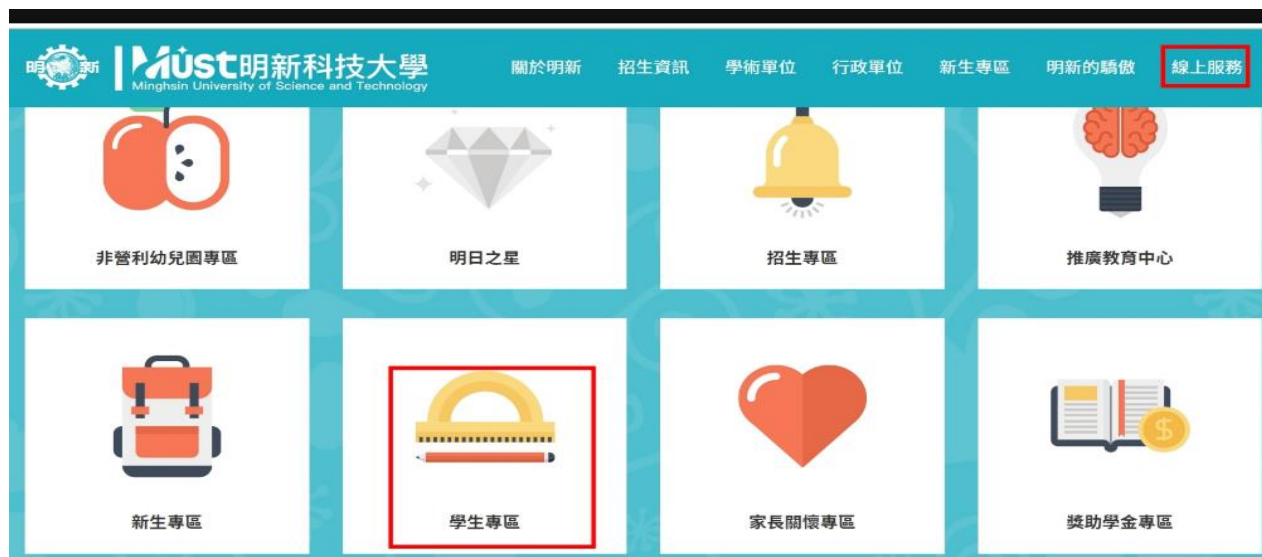 明新
MUST明新科技大學
Minghsin University of Science and Technology
關於明新 招生資訊 學術單位 行政單位 新生專區 明新的驕傲 線上服務
非營利幼兒園專區 明日之星 招生專區 推廣教育中心
$
新生專區 學生專區 家長關懷專區 獎助學金專區